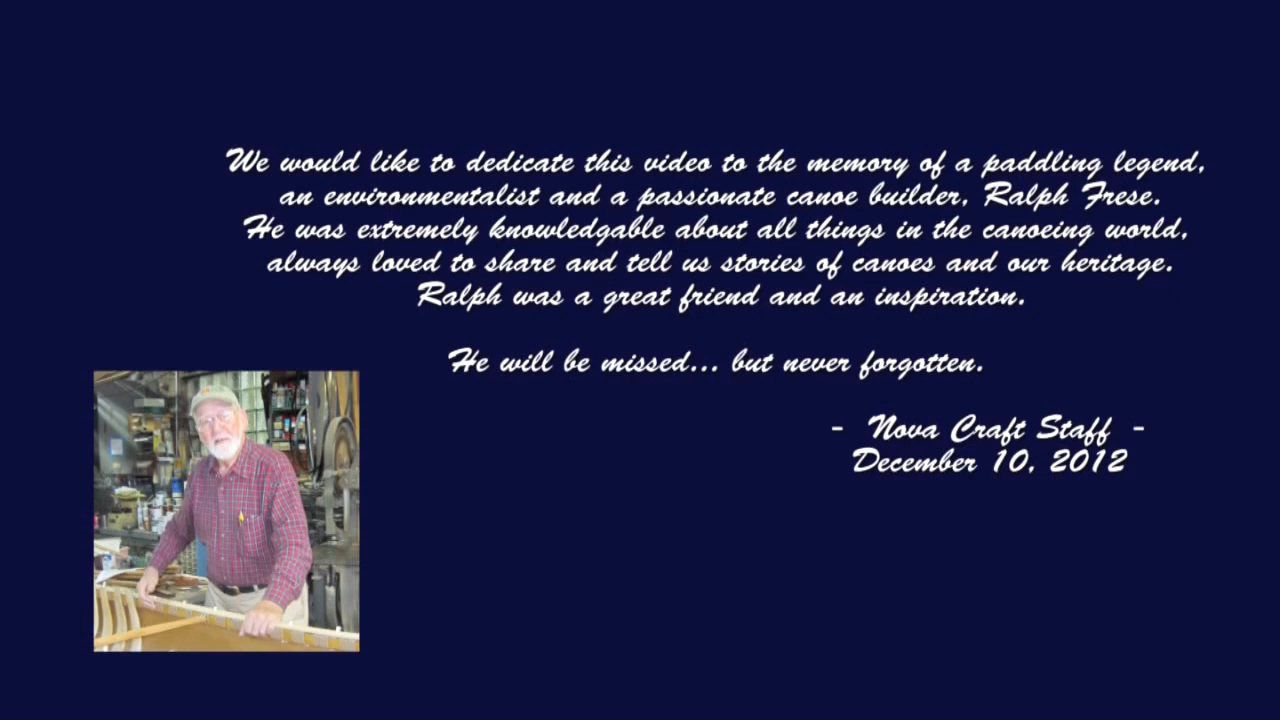 We would like to dedicate this video to the memory of a paddling legend,
an environmentalist and a passionate canoe builder, Ralph Frese.
He was extremely knowledgable about all things in the canoeing world,
always loved to share and tell us stories of canoes and our heritage.
Ralph was a great friend and an inspiration.
He will be missed... but never forgotten.
- Nova Craft Staff -
December 10, 2012